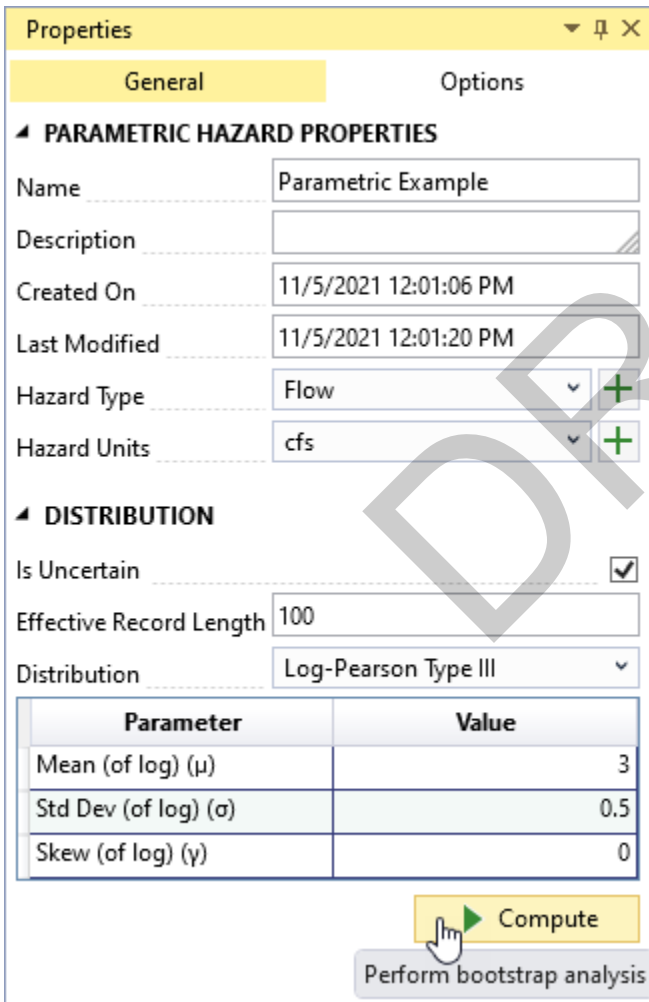 Properties
General Options
PARAMETRIC HAZARD PROPERTIES
Name Parametric Example
Description
Created On 11/5/2021 12:01:06 PM
Last Modified 11/5/2021 12:01:20 PM
Hazard Type Flow
Hazard Units cfs
DISTRIBUTION
Is Uncertain
Effective Record Length 100
Distribution Log-Pearson Type III
Parameter Value
Mean (of log) (μ) 3
Std Dev (of log) (σ) 0.5
Skew (of log) (γ) 0
Compute
Perform bootstrap analysis